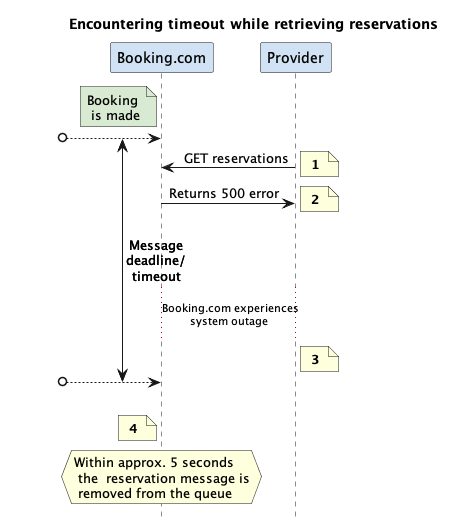 Encountering timeout while retrieving reservations
Booking.com
Provider
Booking
is made
GET reservations
1
Returns 500 error
2
Message
deadline/
timeout
Booking.com experiences
system outage
3
4
Within approx. 5 seconds
the reservation message is
removed from the queue